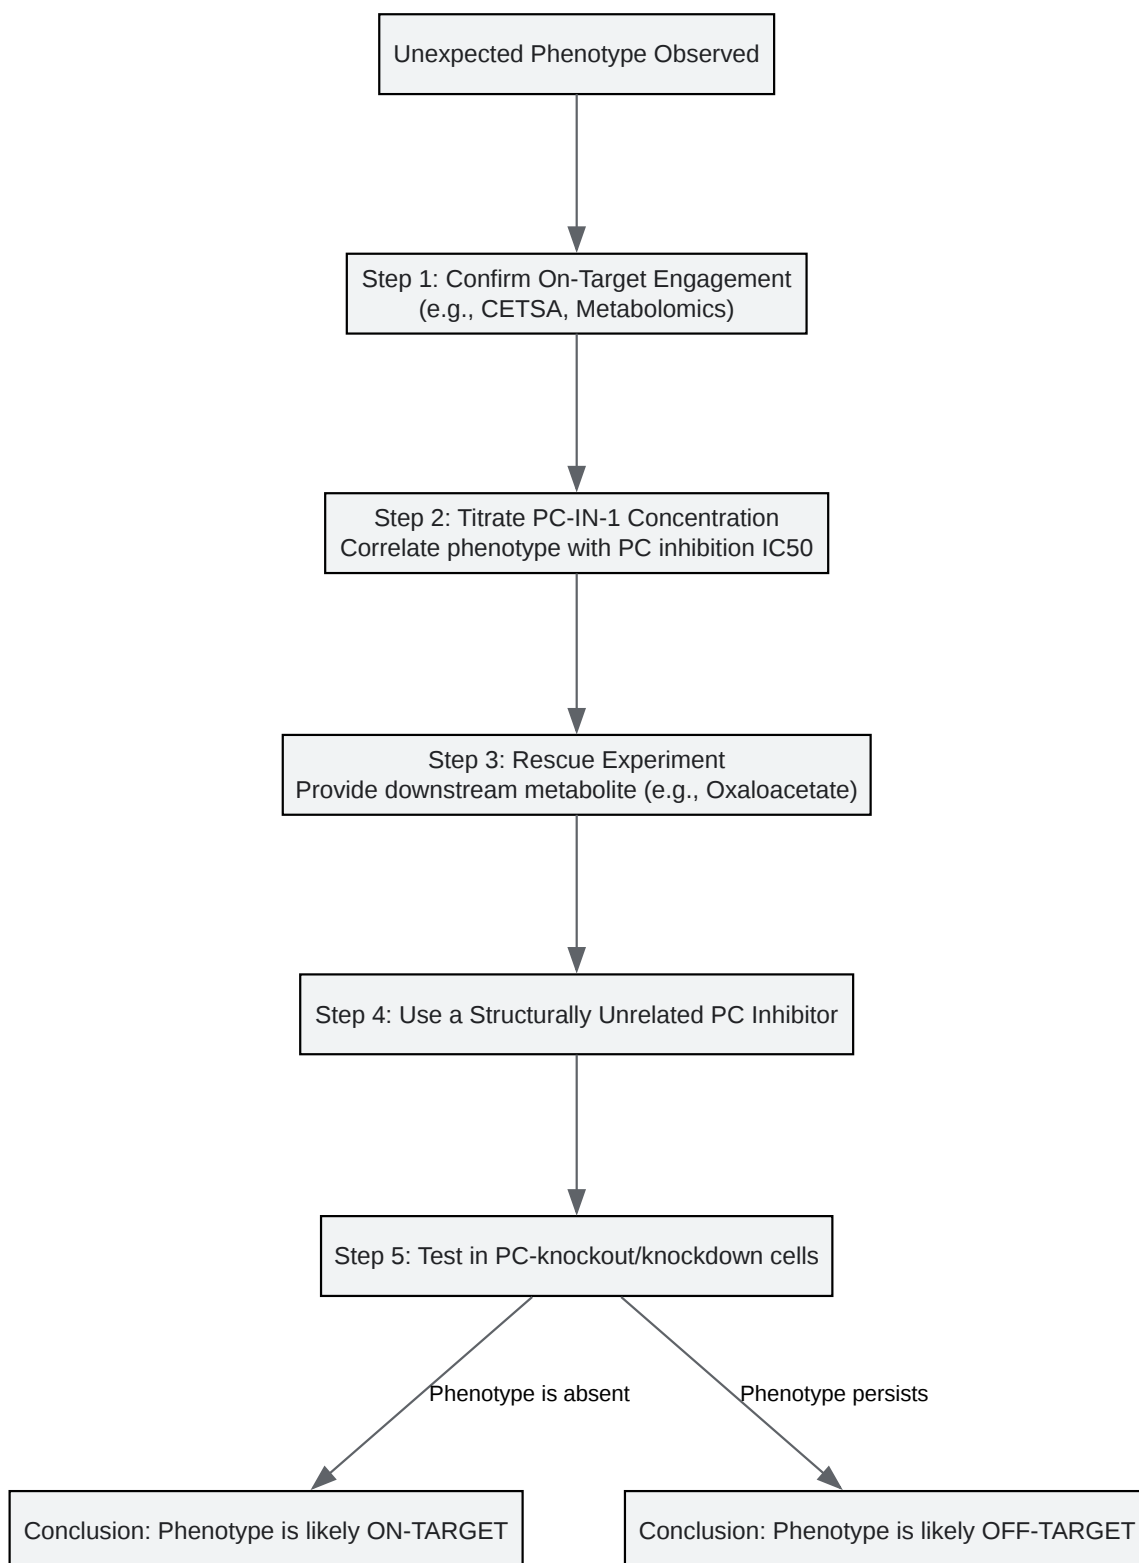 Unexpected Phenotype Observed
Step 1: Confirm On-Target Engagement
(e.g., CETSA, Metabolomics)
Step 2: Titrate PC-IN-1 Concentration
Correlate phenotype with PC inhibition IC50
Step 3: Rescue Experiment
Provide downstream metabolite (e.g., Oxaloacetate)
Step 4: Use a Structurally Unrelated PC Inhibitor
Step 5: Test in PC-knockout/knockdown cells
Phenotype is absent
Phenotype persists
Conclusion: Phenotype is likely ON-TARGET
Conclusion: Phenotype is likely OFF-TARGET